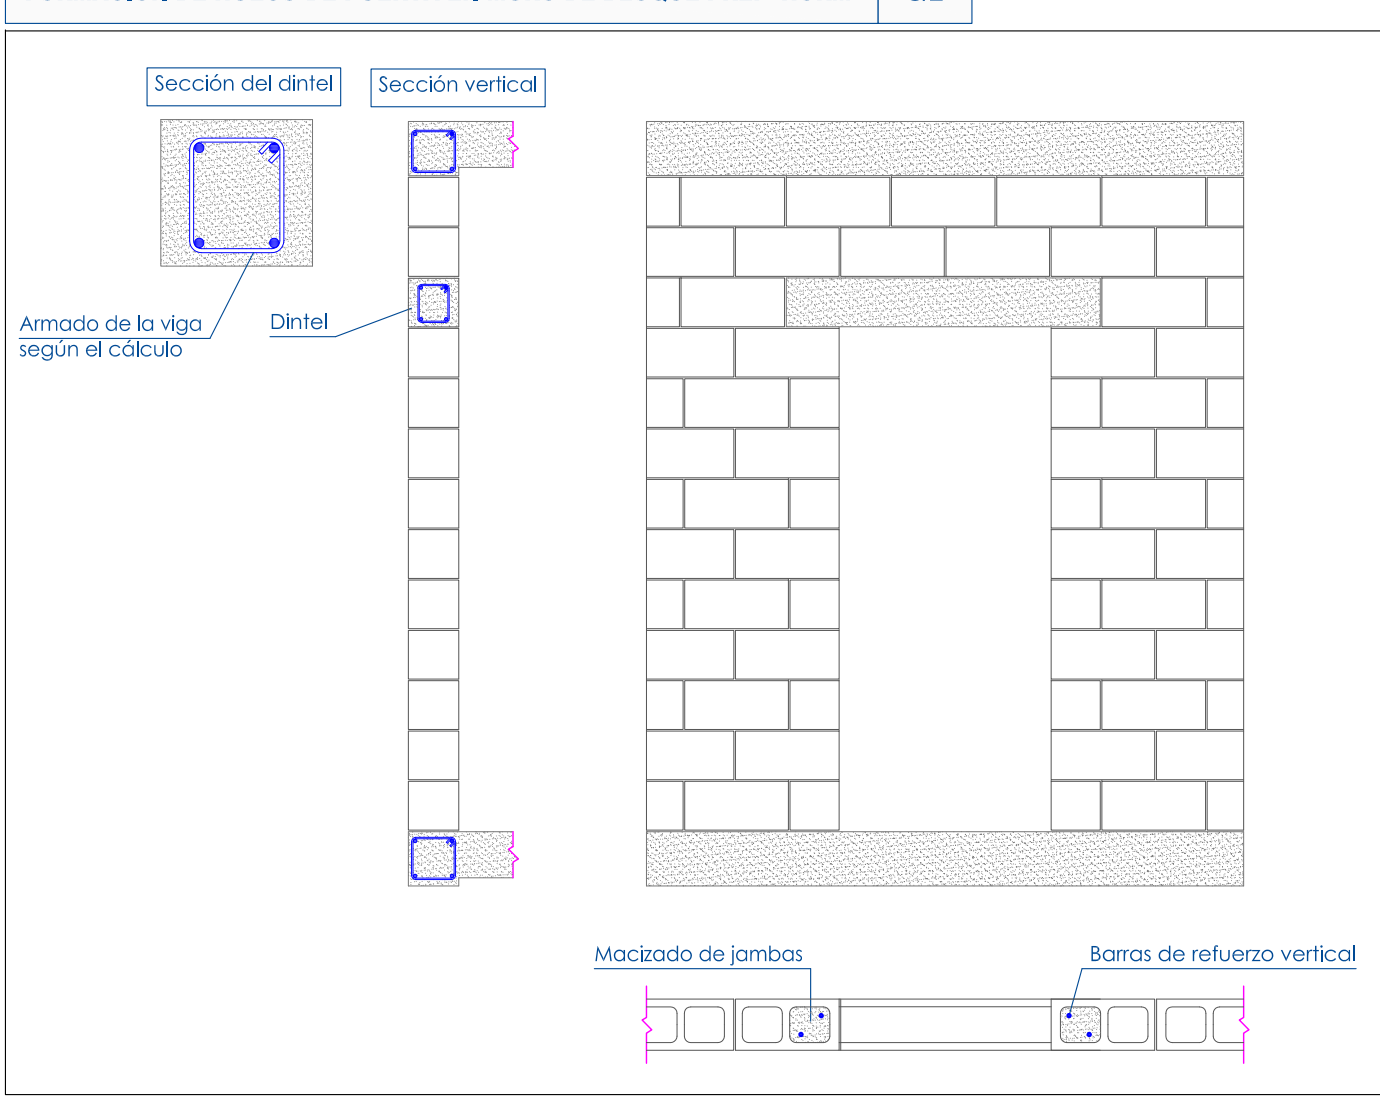 Sección del dintel
Sección vertical
Armado de la viga
según el cálculo
Dintel
Macizado de jambas
Barras de refuerzo vertical